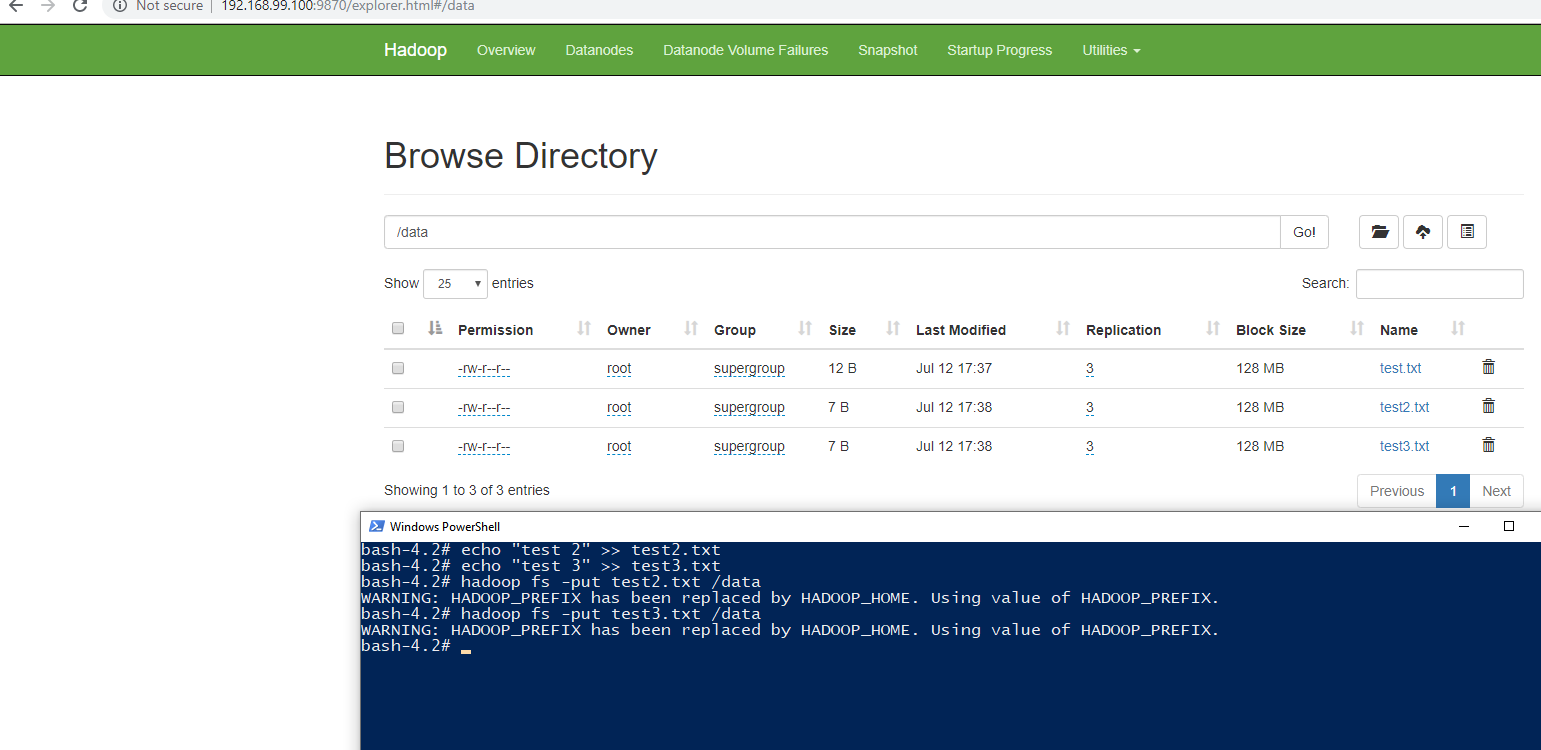 Not secure | 192.168.99.100:9870/explorer.html#/data
Hadoop Overview Datanodes Datanode Volume Failures Snapshot Startup Progress Utilities
Browse Directory
/data Go!
Show 25 entries Search:
Permission Owner Group Size Last Modified Replication Block Size Name
-rw-r--r-- root supergroup 12 B Jul 12 17:37 3 128 MB test.txt
-rw-r--r-- root supergroup 7 B Jul 12 17:38 3 128 MB test2.txt
-rw-r--r-- root supergroup 7 B Jul 12 17:38 3 128 MB test3.txt
Showing 1 to 3 of 3 entries Previous 1 Next
Windows PowerShell
bash-4.2# echo "test 2" >> test2.txt
bash-4.2# echo "test 3" >> test3.txt
bash-4.2# hadoop fs -put test2.txt /data
WARNING: HADOOP_PREFIX has been replaced by HADOOP_HOME. Using value of HADOOP_PREFIX.
bash-4.2# hadoop fs -put test3.txt /data
WARNING: HADOOP_PREFIX has been replaced by HADOOP_HOME. Using value of HADOOP_PREFIX.
bash-4.2#